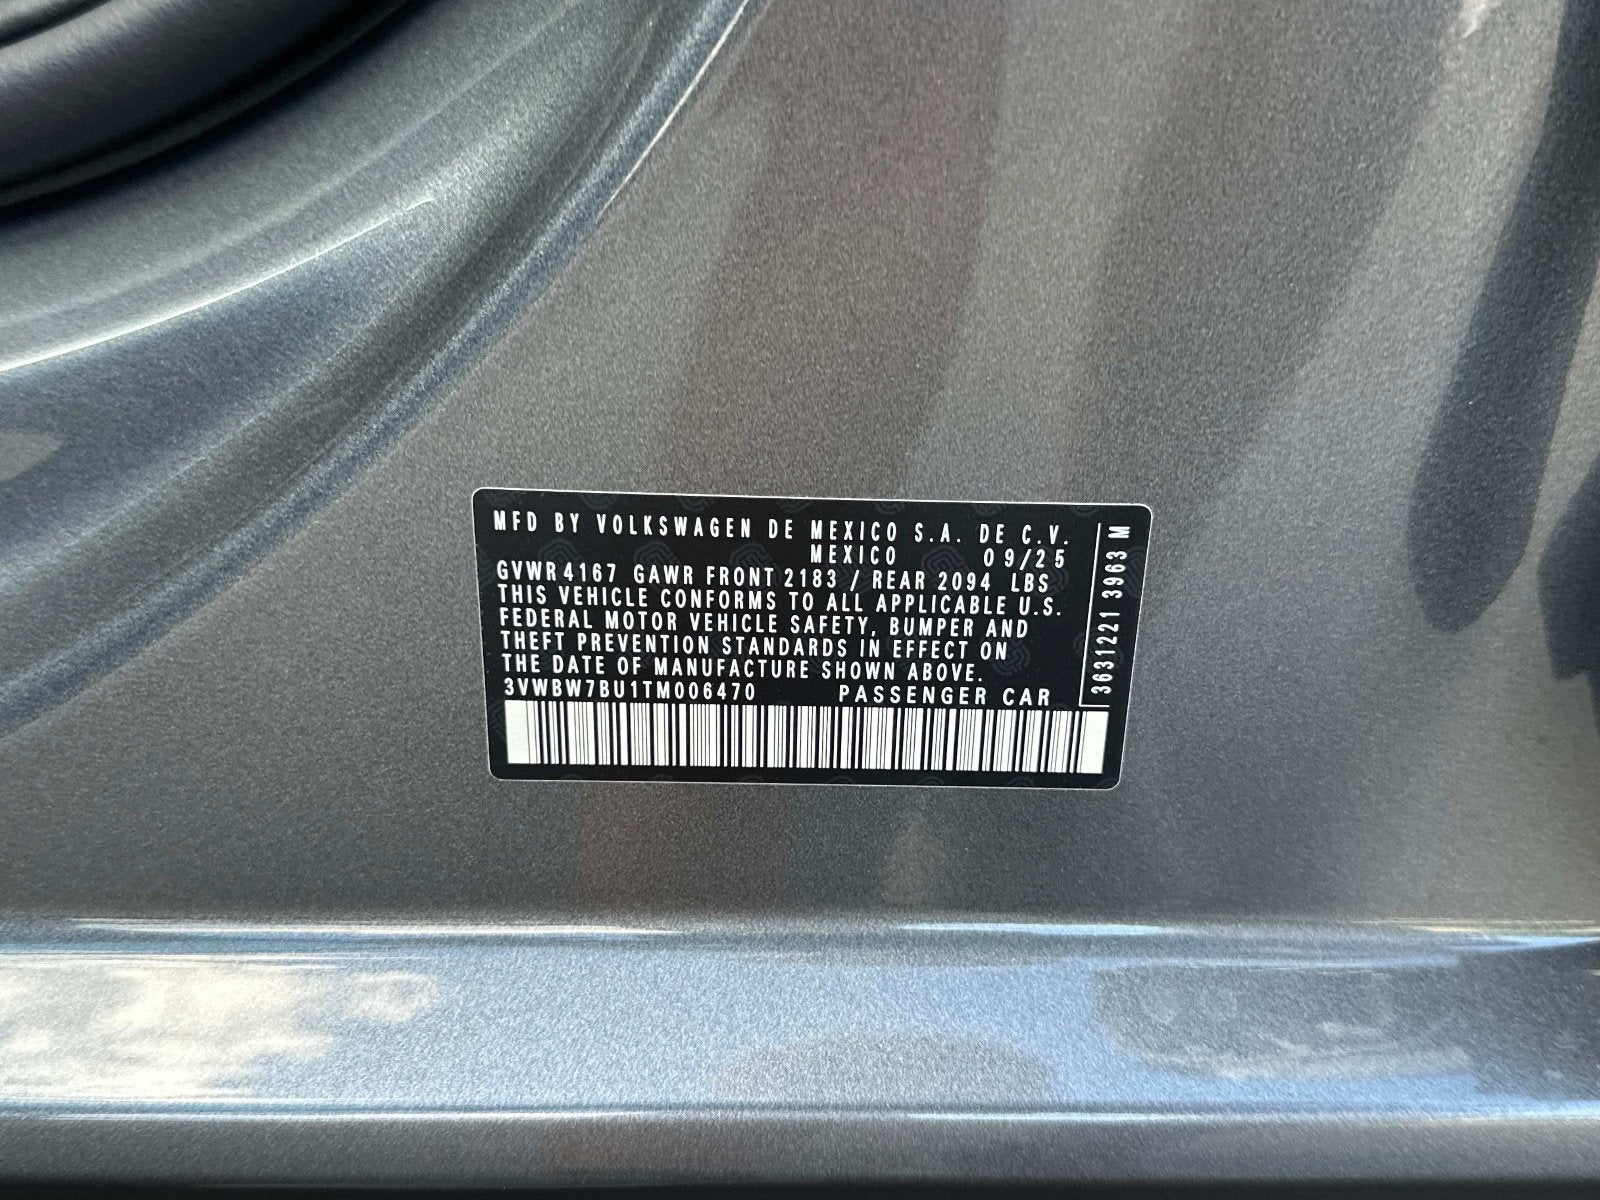 MFD BY VOLKSWAGEN DE MEXICO S.A. DE C.V.
MEXICO 09/25
GVWR 4167 GAWR FRONT 2183 / REAR 2094 LBS
THIS VEHICLE CONFORMS TO ALL APPLICABLE U.S.
FEDERAL MOTOR VEHICLE SAFETY, BUMPER AND
THEFT PREVENTION STANDARDS IN EFFECT ON
THE DATE OF MANUFACTURE SHOWN ABOVE.
3VWBW7BU1TM006470 PASSENGER CAR
3631221 3963 M